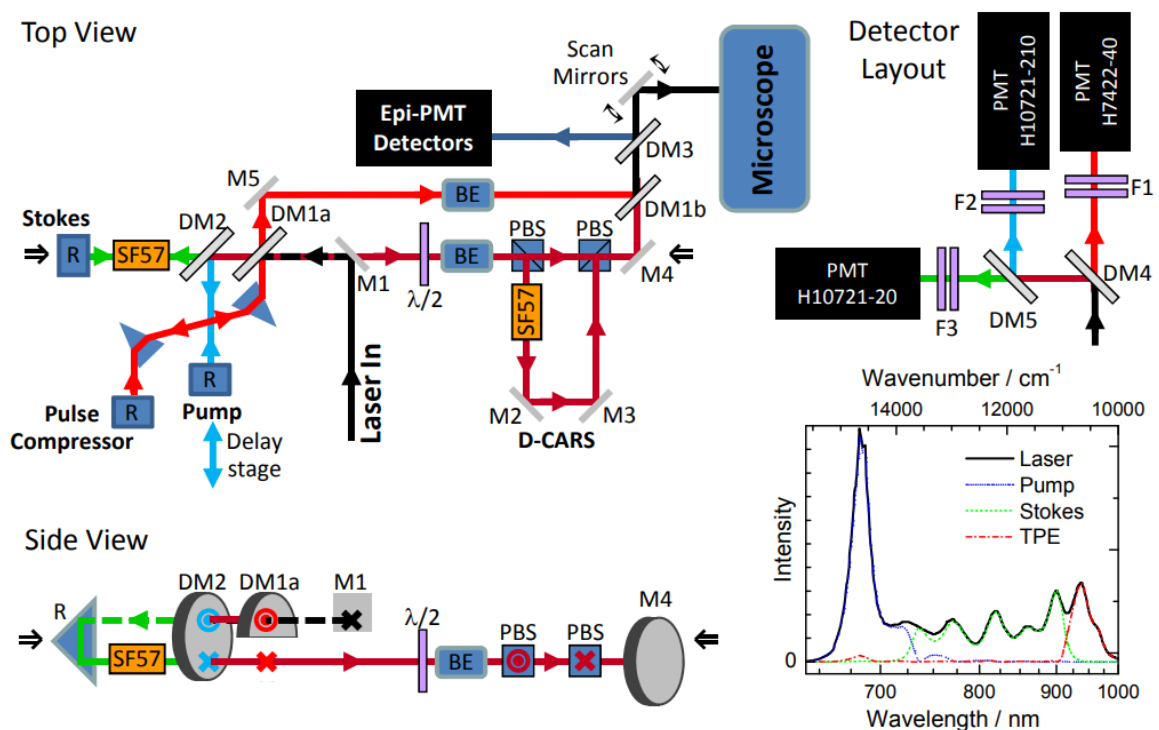 Top View
Scan
Mirrors
Epi-PMT
Detectors
DM3
Microscope
M5
BE
DM1b
Stokes
DM2
DM1a
PBS
PBS
R
SF57
M1
λ/2
BE
M4
SF57
R
Pump
Laser In
M2
M3
D-CARS
R
Pulse
Compressor
Delay
stage
Detector
Layout
PMT
H10721-210
PMT
H7422-40
F2
F1
PMT
H10721-20
F3
DM5
DM4
Side View
R
DM2
DM1a
M1
SF57
λ/2
BE
PBS
PBS
M4
Wavenumber / cm⁻¹
14000
12000
10000
Laser
Pump
Stokes
TPE
Intensity
0
700
800
900
1000
Wavelength / nm